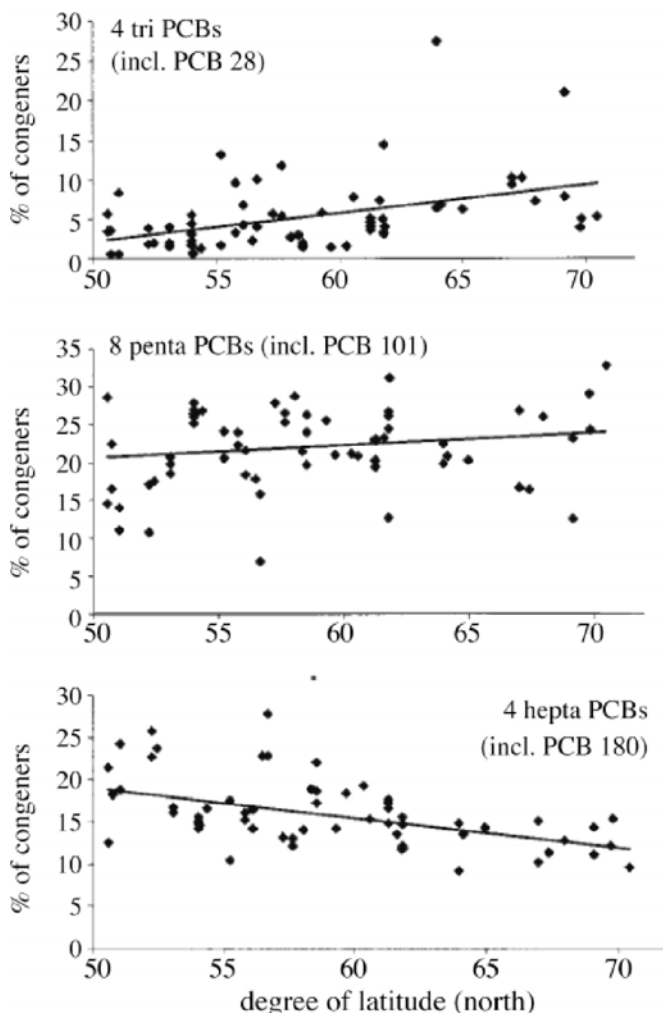 4 tri PCBs
(incl. PCB 28)
% of congeners
30
25
20
15
10
5
0
50 55 60 65 70
8 penta PCBs (incl. PCB 101)
% of congeners
35
30
25
20
15
10
5
0
50 55 60 65 70
4 hepta PCBs
(incl. PCB 180)
% of congeners
30
25
20
15
10
5
0
50 55 60 65 70
degree of latitude (north)